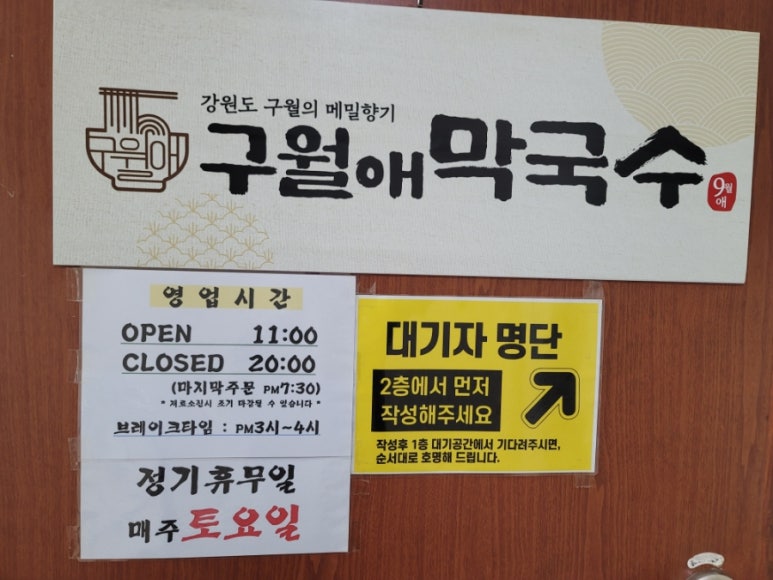 강원도 구월의 메밀향기
구월애
구월애막국수
9월
애
영업시간
OPEN 11:00
CLOSED 20:00
(마지막주문 PM7:30)
* 재료소진시 조기 마감될 수 있습니다 *
브레이크타임 : PM3시~4시
정기휴무일
매주 토요일
대기자 명단
2층에서 먼저
작성해주세요
작성후 1층 대기공간에서 기다려주시면,
순서대로 호명해 드립니다.